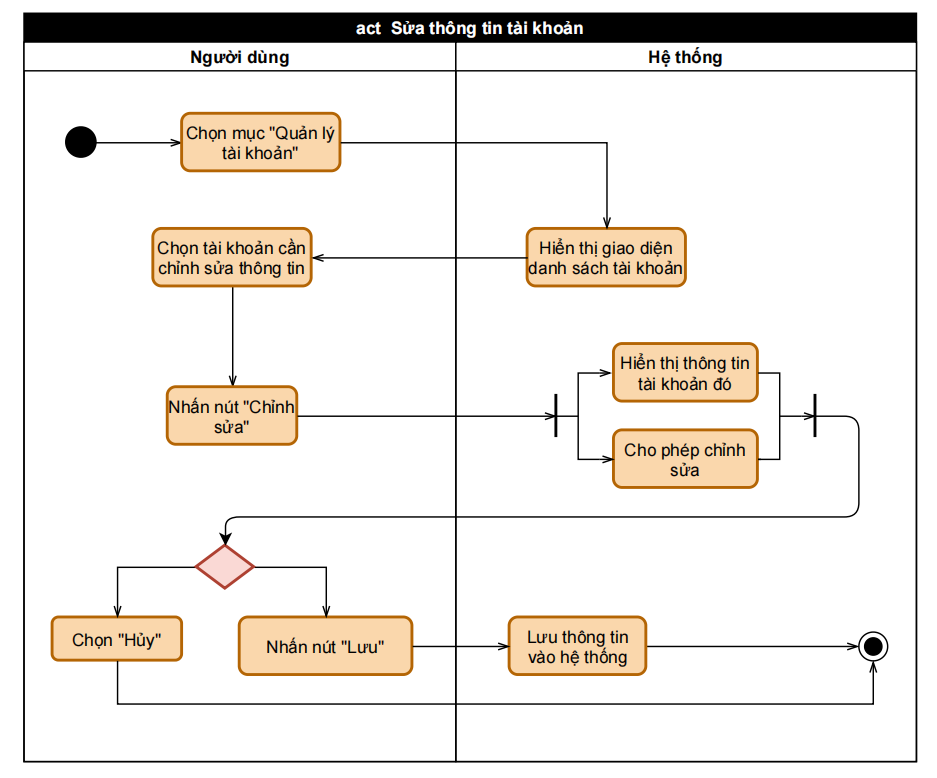 act Sửa thông tin tài khoản
Người dùng
Hệ thống
Chọn mục "Quản lý
tài khoản"
Chọn tài khoản cần
chỉnh sửa thông tin
Hiển thị giao diện
danh sách tài khoản
Hiển thị thông tin
tài khoản đó
Nhấn nút "Chỉnh
sửa"
Cho phép chỉnh
sửa
Chọn "Hủy"
Nhấn nút "Lưu"
Lưu thông tin
vào hệ thống